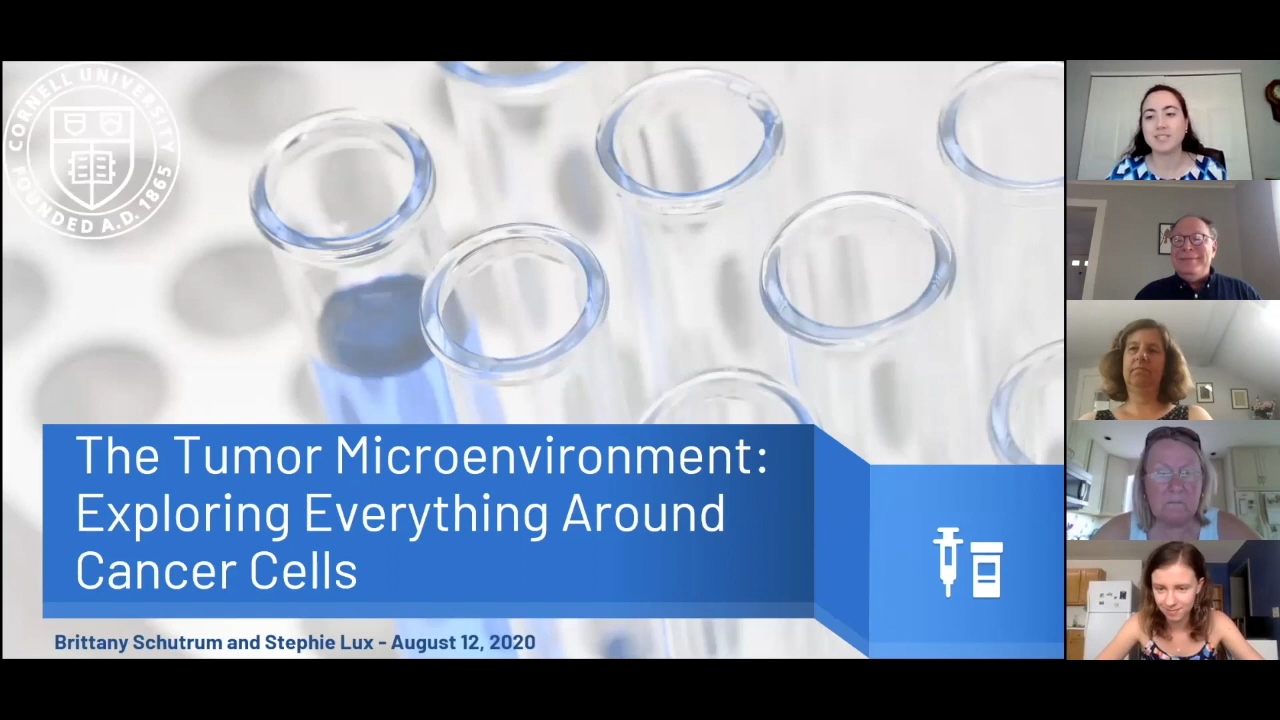 CORNELL UNIVERSITY
FOUNDED A.D. 1865
The Tumor Microenvironment:
Exploring Everything Around
Cancer Cells
Brittany Schutrum and Stephie Lux - August 12, 2020